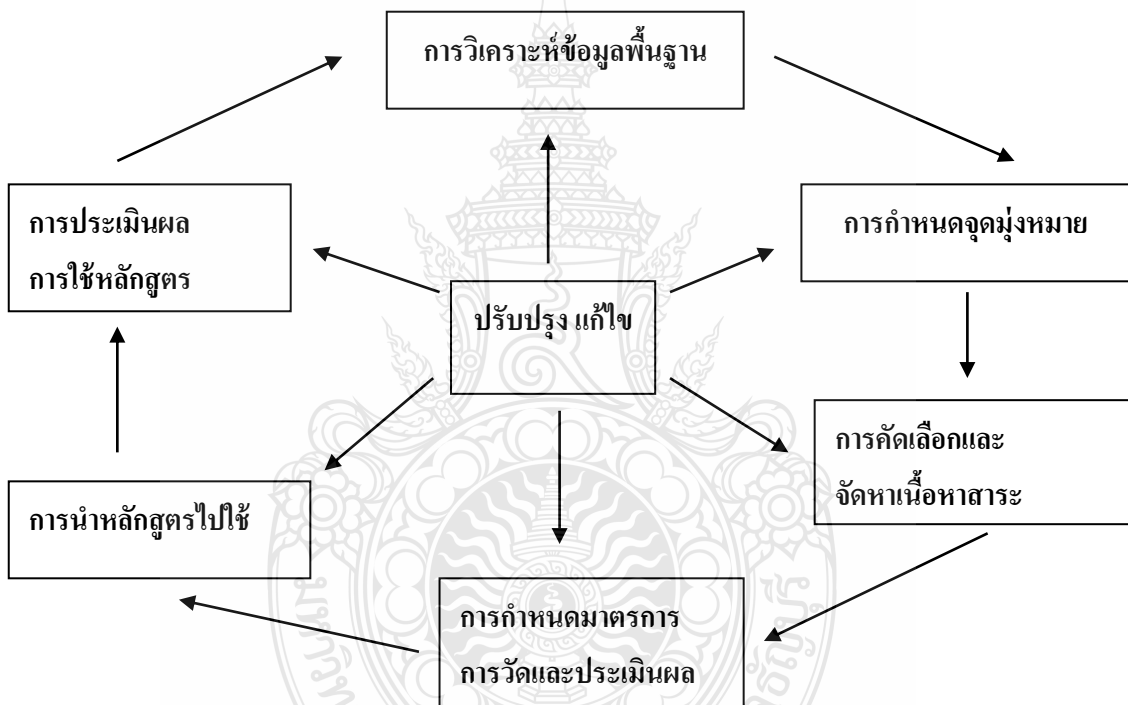 การวิเคราะห์ข้อมูลพื้นฐาน
การประเมินผล
การใช้หลักสูตร
การกำหนดจุดมุ่งหมาย
ปรับปรุง แก้ไข
การคัดเลือกและ
จัดหาเนื้อหาสาระ
การนำหลักสูตรไปใช้
การกำหนดมาตรการ
การวัดและประเมินผล